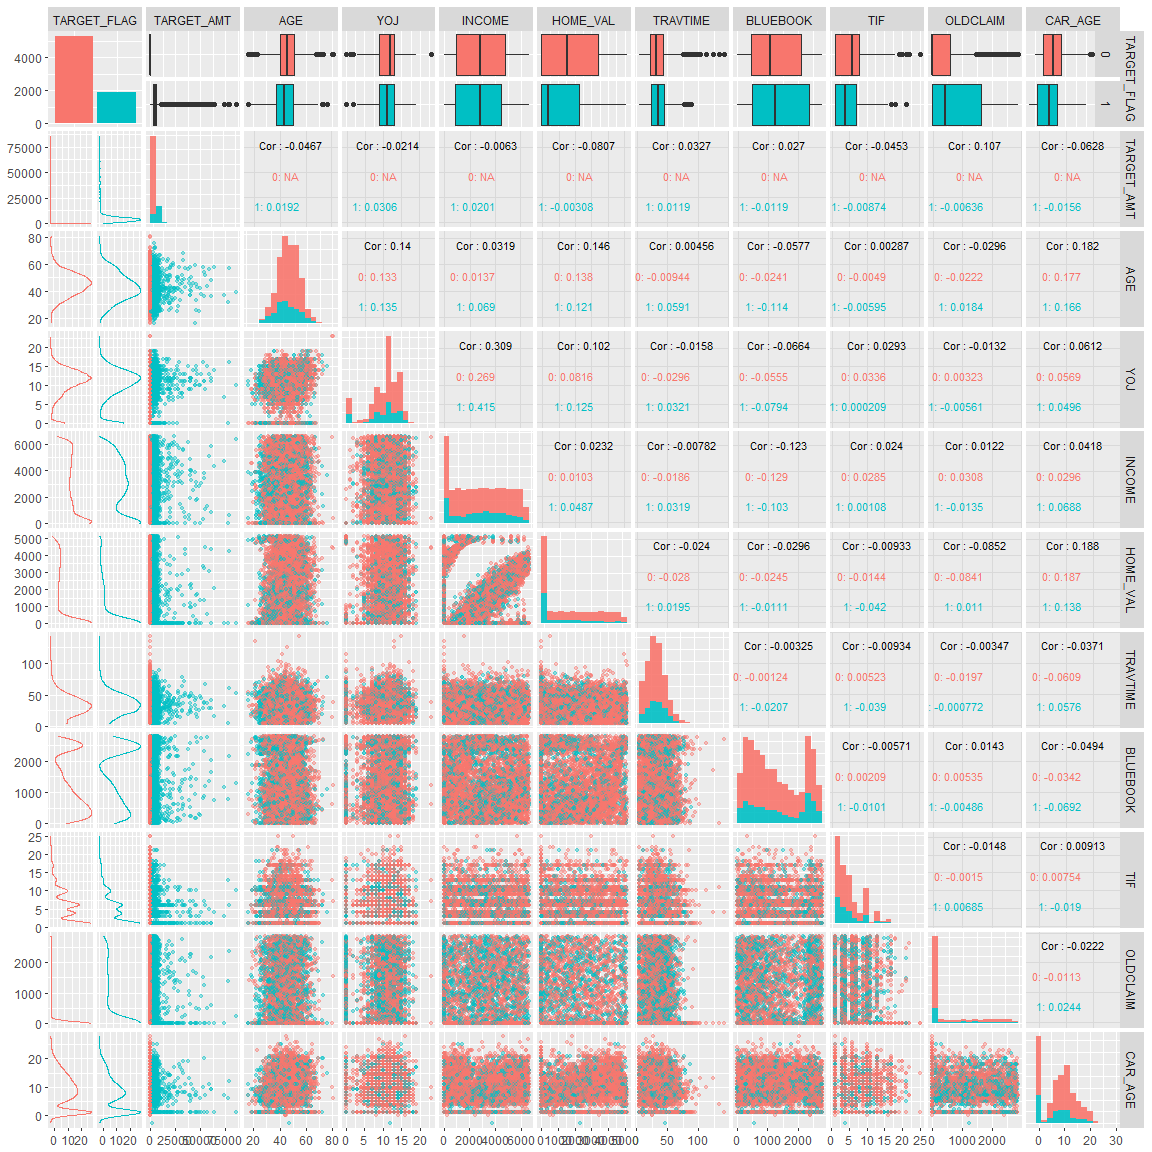 TARGET_FLAG TARGET_AMT AGE YOJ INCOME HOME_VAL TRAVTIME BLUEBOOK TIF OLDCLAIM CAR_AGE
4000
2000
0
0
1
TARGET_FLAG
75000
50000
25000
0
Cor : -0.0467 Cor : -0.0214 Cor : -0.0063 Cor : -0.0807 Cor : 0.0327 Cor : 0.027 Cor : -0.0453 Cor : 0.107 Cor : -0.0628
0: NA 0: NA 0: NA 0: NA 0: NA 0: NA 0: NA 0: NA 0: NA
1: 0.0192 1: 0.0306 1: 0.0201 1: -0.00308 1: 0.0119 1: -0.0119 1: -0.00874 1: -0.00636 1: -0.0156
TARGET_AMT
80
60
40
20
Cor : 0.14 Cor : 0.0319 Cor : 0.146 Cor : 0.00456 Cor : -0.0577 Cor : 0.00287 Cor : -0.0296 Cor : 0.182
0: 0.133 0: 0.0137 0: 0.138 0: -0.00944 0: -0.0241 0: -0.0049 0: -0.0222 0: 0.177
1: 0.135 1: 0.069 1: 0.121 1: 0.0591 1: -0.114 1: -0.00595 1: 0.0184 1: 0.166
AGE
20
15
10
5
0
Cor : 0.309 Cor : 0.102 Cor : -0.0158 Cor : -0.0664 Cor : 0.0293 Cor : -0.0132 Cor : 0.0612
0: 0.269 0: 0.0816 0: -0.0296 0: -0.0555 0: 0.0336 0: 0.00323 0: 0.0569
1: 0.415 1: 0.125 1: 0.0321 1: -0.0794 1: 0.000209 1: -0.00561 1: 0.0496
YOJ
6000
4000
2000
0
Cor : 0.0232 Cor : -0.00782 Cor : -0.123 Cor : 0.024 Cor : 0.0122 Cor : 0.0418
0: 0.0103 0: -0.0186 0: -0.129 0: 0.0285 0: 0.0308 0: 0.0296
1: 0.0487 1: 0.0319 1: -0.103 1: 0.00108 1: -0.0135 1: 0.0688
INCOME
5000
4000
3000
2000
1000
0
Cor : -0.024 Cor : -0.0296 Cor : -0.00933 Cor : -0.0852 Cor : 0.188
0: -0.028 0: -0.0245 0: -0.0144 0: -0.0841 0: 0.187
1: 0.0195 1: -0.0111 1: -0.042 1: 0.011 1: 0.138
HOME_VAL
100
50
0
Cor : -0.00325 Cor : -0.00934 Cor : -0.00347 Cor : -0.0371
0: -0.00124 0: 0.00523 0: -0.0197 0: -0.0609
1: -0.0207 1: -0.039 1: -0.000772 1: 0.0576
TRAVTIME
2000
1000
0
Cor : -0.00571 Cor : 0.0143 Cor : -0.0494
0: 0.00209 0: 0.00535 0: -0.0342
1: -0.0101 1: -0.00486 1: -0.0692
BLUEBOOK
25
20
15
10
5
0
Cor : -0.0148 Cor : 0.00913
0: -0.0015 0: 0.00754
1: 0.00685 1: -0.019
TIF
2000
1000
0
Cor : -0.0222
0: -0.0113
1: 0.0244
OLDCLAIM
20
10
0
CAR_AGE
0 10 20 0 10 20 0 25000 50000 75000 20 40 60 80 0 5 10 15 20 0 2000 4000 6000 0 1000 2000 3000 4000 5000 0 50 100 0 1000 2000 0 5 10 15 20 25 0 1000 2000 0 10 20 30